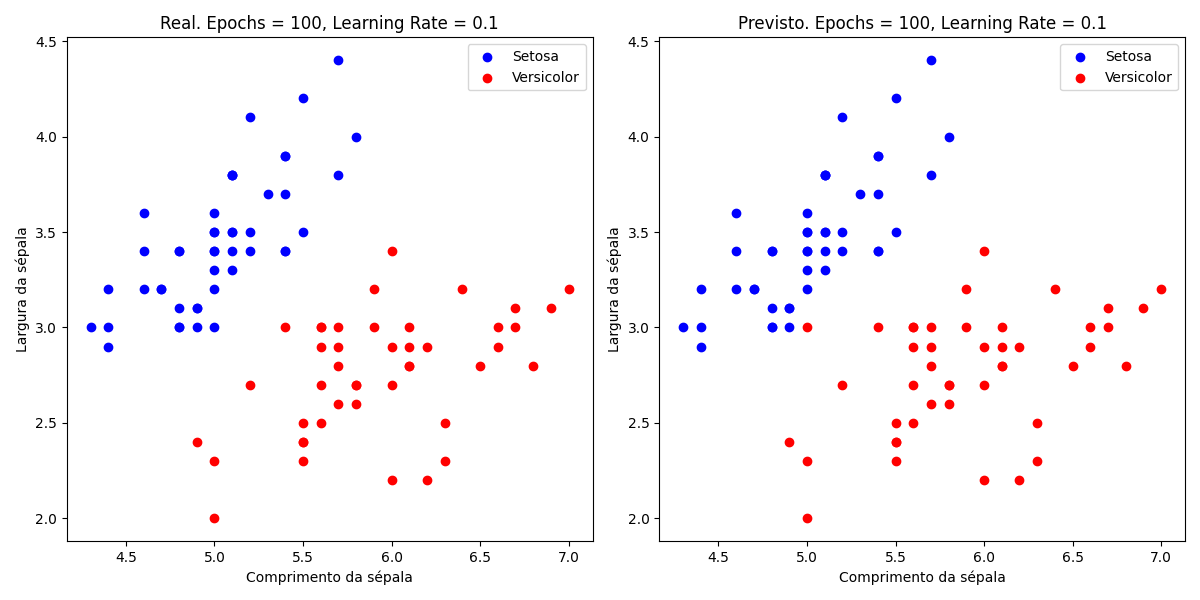 Real. Epochs = 100, Learning Rate = 0.1
Setosa
Versicolor
Largura da sépala
4.5
4.0
3.5
3.0
2.5
2.0
4.5 5.0 5.5 6.0 6.5 7.0
Comprimento da sépala
Previsto. Epochs = 100, Learning Rate = 0.1
Setosa
Versicolor
Largura da sépala
4.5
4.0
3.5
3.0
2.5
2.0
4.5 5.0 5.5 6.0 6.5 7.0
Comprimento da sépala